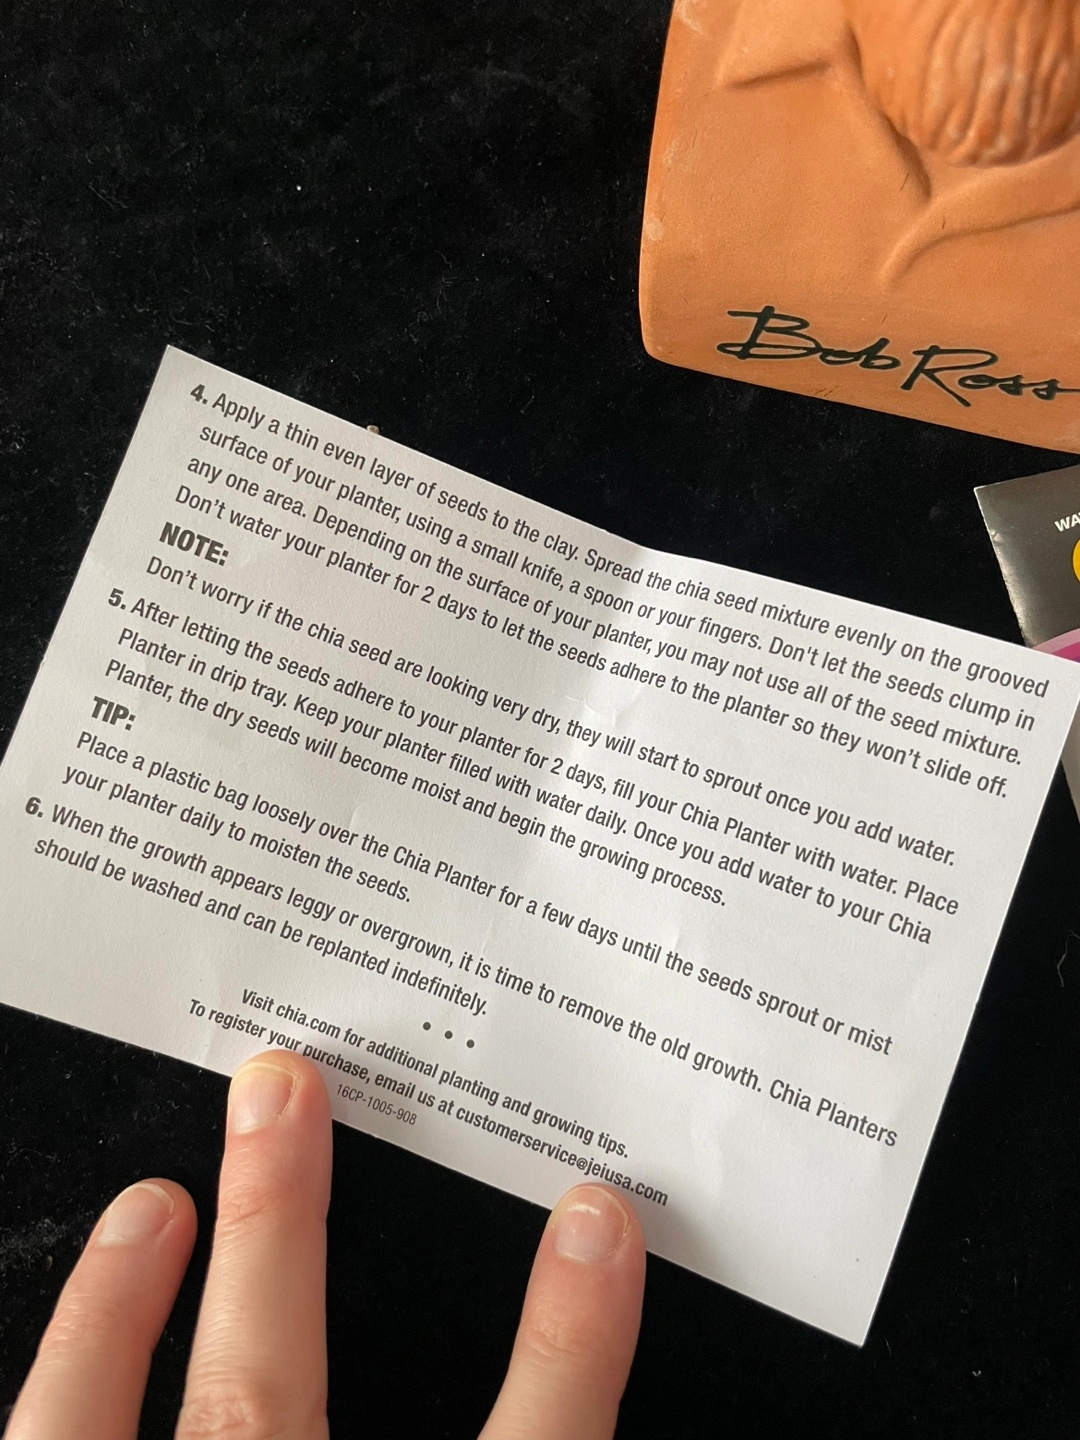 Bob Ross
WA
4. Apply a thin even layer of seeds to the clay. Spread the chia seed mixture evenly on the grooved
surface of your planter, using a small knife, a spoon or your fingers. Don't let the seeds clump in
any one area. Depending on the surface of your planter, you may not use all of the seed mixture.
Don't water your planter for 2 days to let the seeds adhere to the planter so they won't slide off.
NOTE:
Don't worry if the chia seed are looking very dry, they will start to sprout once you add water.
5. After letting the seeds adhere to your planter for 2 days, fill your Chia Planter with water. Place
Planter in drip tray. Keep your planter filled with water daily. Once you add water to your Chia
Planter, the dry seeds will become moist and begin the growing process.
TIP:
Place a plastic bag loosely over the Chia Planter for a few days until the seeds sprout or mist
your planter daily to moisten the seeds.
6. When the growth appears leggy or overgrown, it is time to remove the old growth. Chia Planters
should be washed and can be replanted indefinitely.
• • •
Visit chia.com for additional planting and growing tips.
To register your purchase, email us at customerservice@jeiusa.com
16CP-1005-908